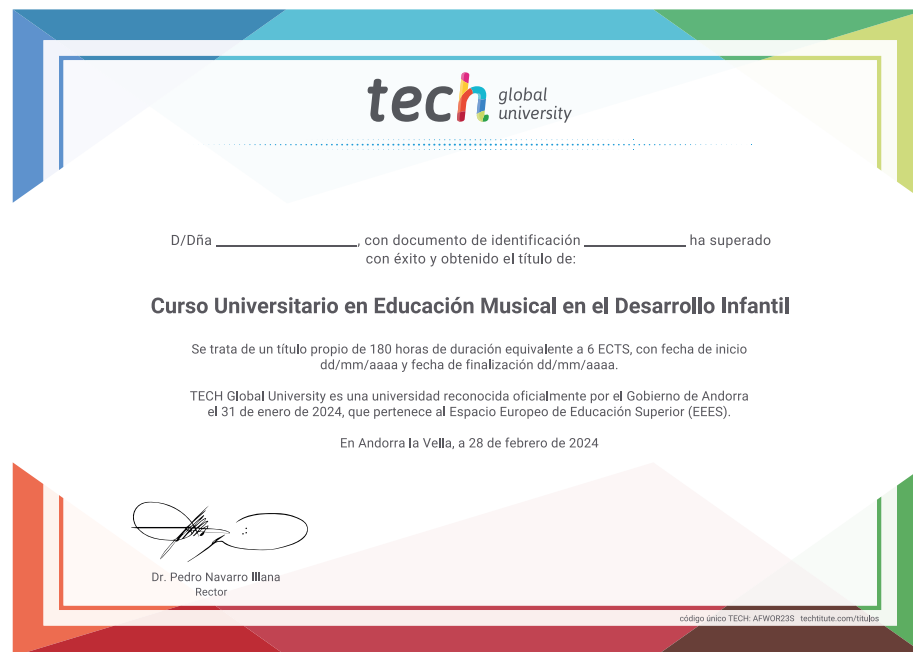 tech global university
D/Dña ____________, con documento de identificación ____________ ha superado
con éxito y obtenido el título de:
Curso Universitario en Educación Musical en el Desarrollo Infantil
Se trata de un título propio de 180 horas de duración equivalente a 6 ECTS, con fecha de inicio
dd/mm/aaaa y fecha de finalización dd/mm/aaaa.
TECH Global University es una universidad reconocida oficialmente por el Gobierno de Andorra
el 31 de enero de 2024, que pertenece al Espacio Europeo de Educación Superior (EEES).
En Andorra la Vella, a 28 de febrero de 2024
Dr. Pedro Navarro Illana
Rector
código único TECH: AFWOR23S techtitute.com/titulos